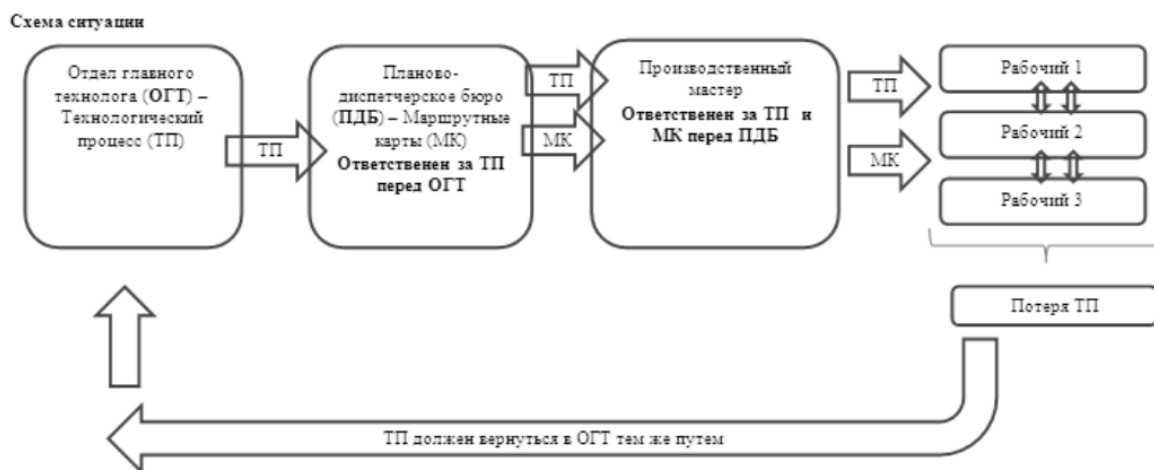 Схема ситуации
Отдел главного
технолога (ОГТ) –
Технологический
процесс (ТП)
ТП
Планово-
диспетчерское бюро
(ПДБ) – Маршрутные
карты (МК)
Ответственен за ТП
перед ОГТ
ТП
МК
Производственный
мастер
Ответственен за ТП и
МК перед ПДБ
ТП
МК
Рабочий 1
Рабочий 2
Рабочий 3
Потеря ТП
ТП должен вернуться в ОГТ тем же путем